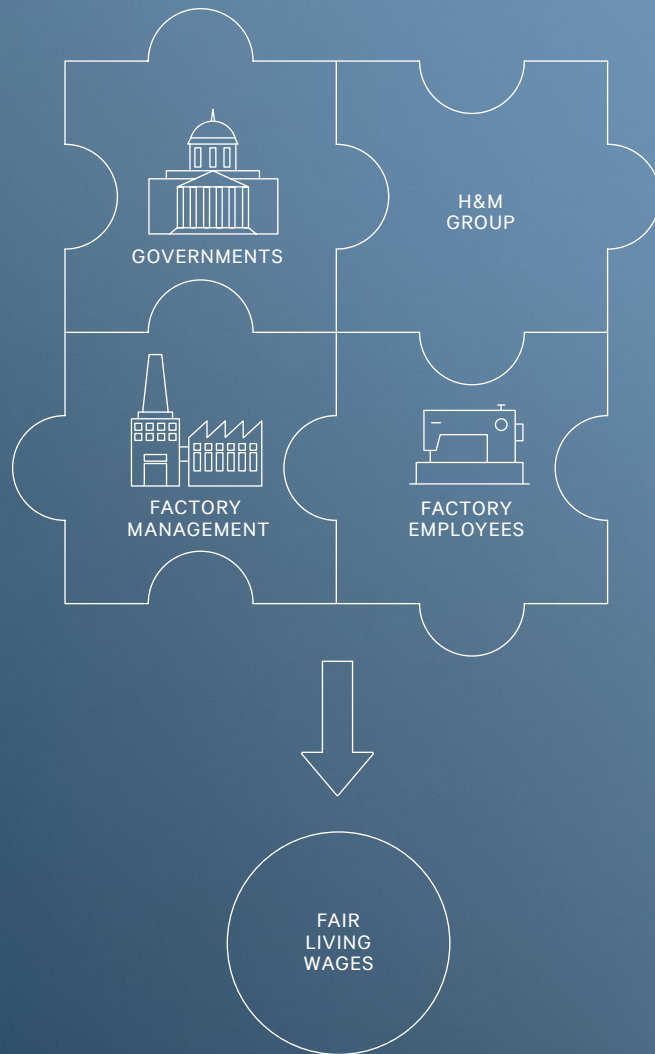 GOVERNMENTS
H&M
GROUP
FACTORY
MANAGEMENT
FACTORY
EMPLOYEES
FAIR
LIVING
WAGES